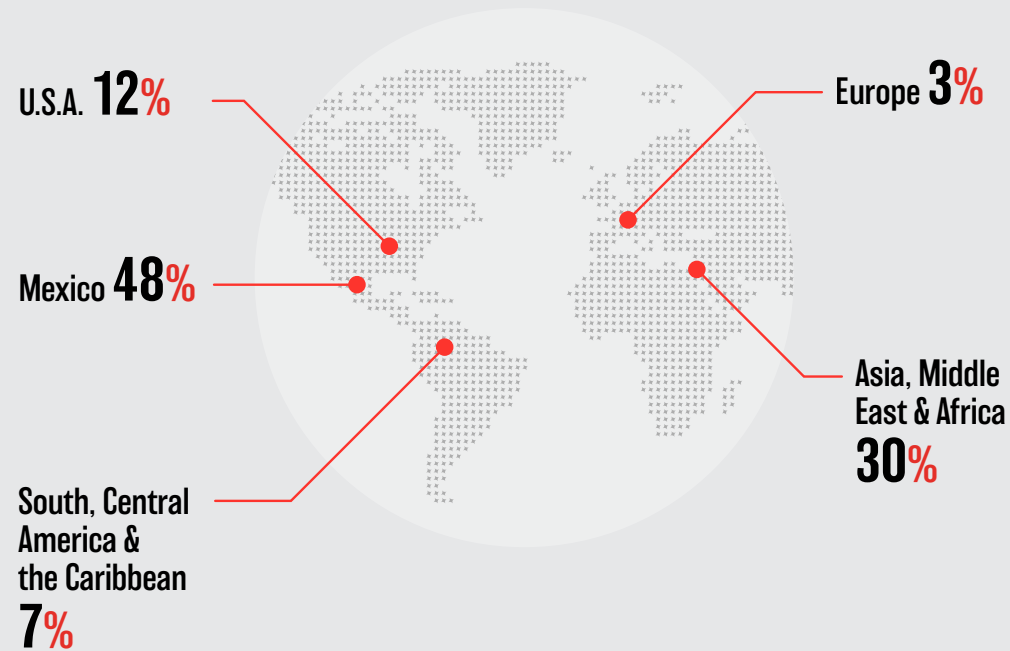 U.S.A. 12%
Europe 3%
Mexico 48%
Asia, Middle
East & Africa
30%
South, Central
America &
the Caribbean
7%